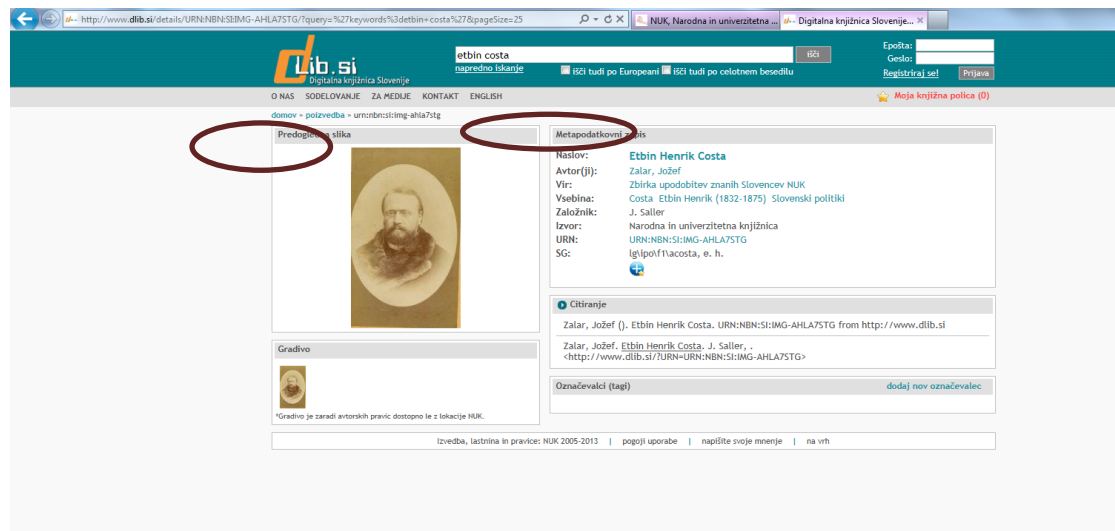 http://www.dlib.si/details/URN:NBN:SI:IMG-AHLA7STG/?query=%27keywords%3detbin+costa%27&pageSize=25
NUK, Narodna in univerzitetna ...
Digitalna knjižnica Slovenije...
dLib.si
Digitalna knjižnica Slovenije
etbin costa
išči
napredno iskanje
išči tudi po Europeani
išči tudi po celotnem besedilu
Epošta:
Geslo:
Registriraj se!
Prijava
O NAS SODELOVANJE ZA MEDIJE KONTAKT ENGLISH
Moja knjižna polica (0)
domov » poizvedba » urn:nbn:si:img-ahla7stg
Predogledna slika
Gradivo
*Gradivo je zaradi avtorskih pravic dostopno le z lokacije NUK.
Metapodatkovni zapis
Naslov: Etbin Henrik Costa
Avtor(ji): Zalar, Jožef
Vir: Zbirka upodobitev znanih Slovencev NUK
Vsebina: Costa Etbin Henrik (1832-1875) Slovenski politiki
Založnik: J. Saller
Izvor: Narodna in univerzitetna knjižnica
URN: URN:NBN:SI:IMG-AHLA7STG
SG: lg\ipo\f1\acosta, e. h.
Citiranje
Zalar, Jožef (). Etbin Henrik Costa. URN:NBN:SI:IMG-AHLA7STG from http://www.dlib.si
Zalar, Jožef. Etbin Henrik Costa. J. Saller, .
<http://www.dlib.si/?URN=URN:NBN:SI:IMG-AHLA7STG>
Označevalci (tagi)
dodaj nov označevalec
Izvedba, lastnina in pravice: NUK 2005-2013 | pogoji uporabe | napišite svoje mnenje | na vrh